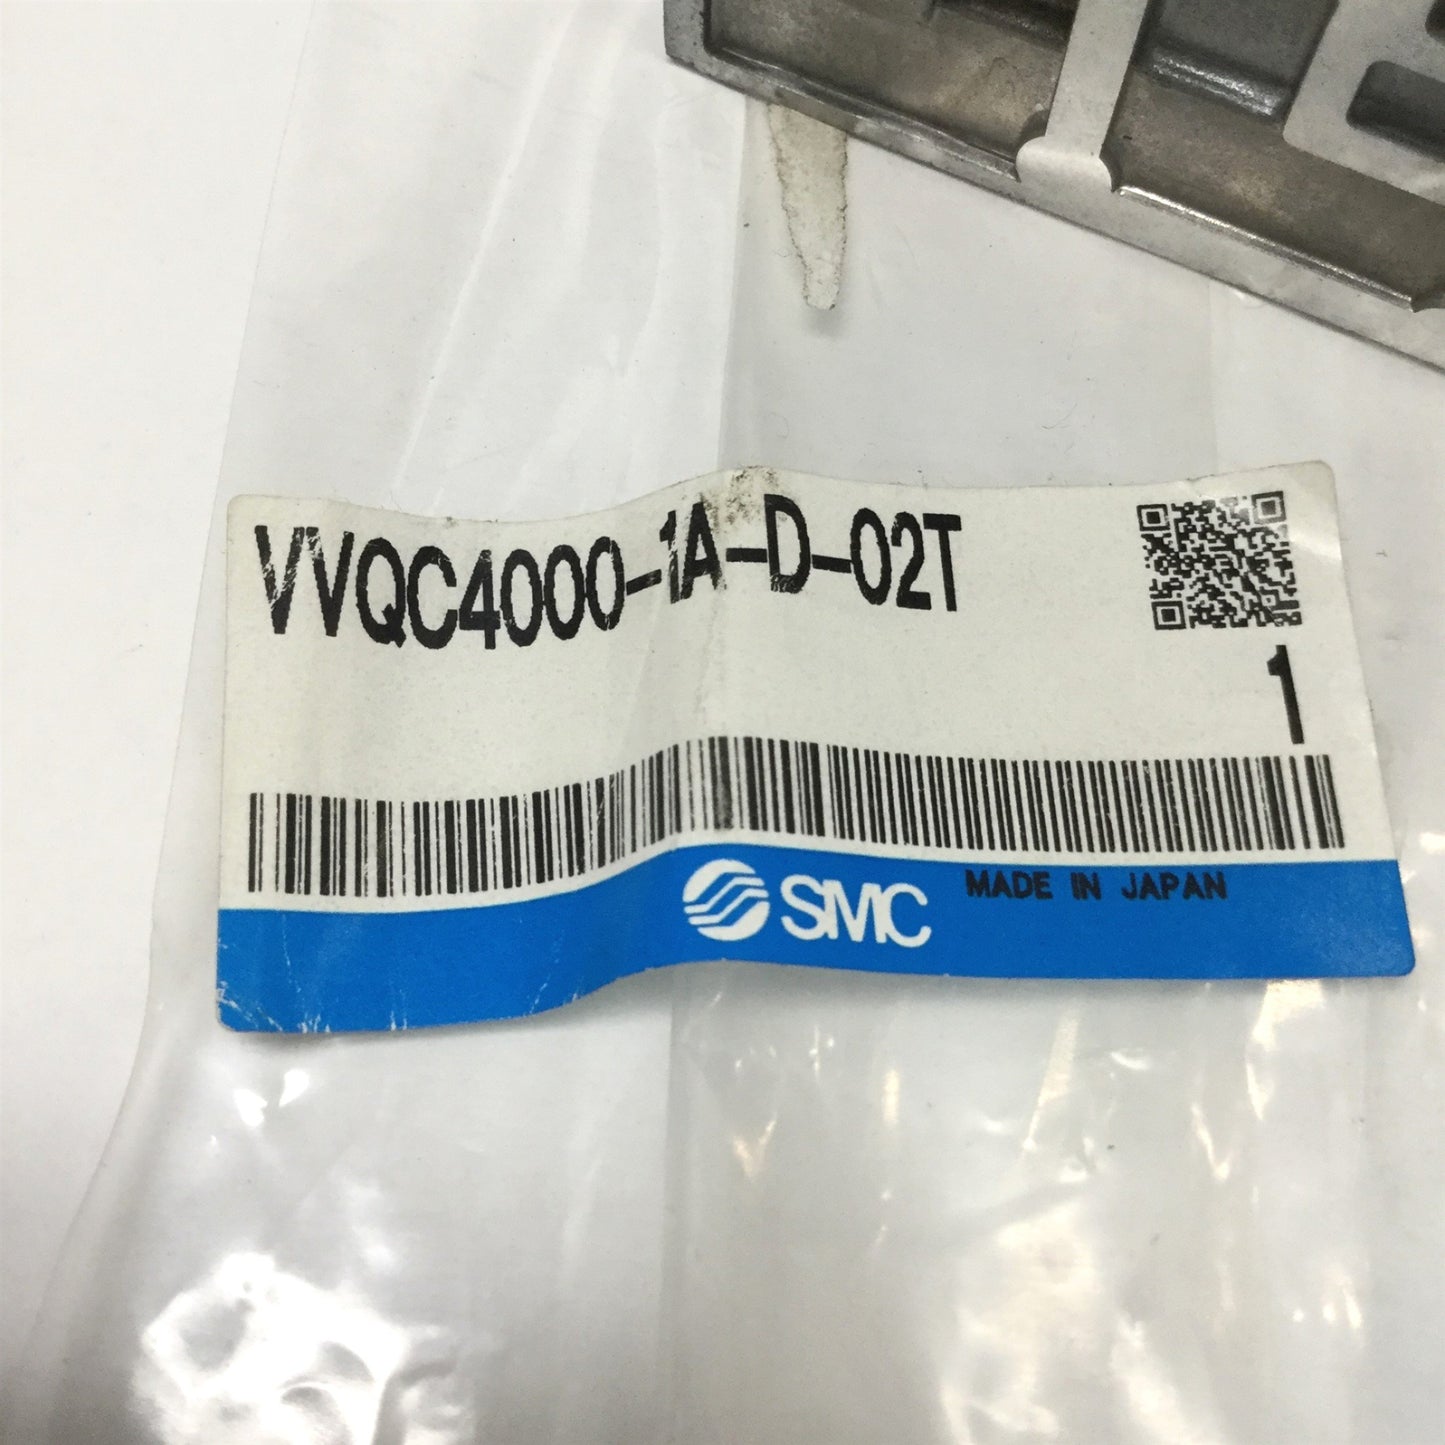 VVQC4000-1A-D-02T
1
SMC MADE IN JAPAN